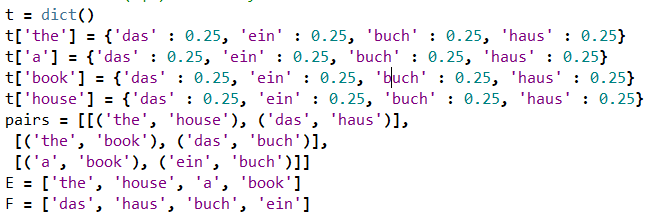 t = dict()
t['the'] = {'das' : 0.25, 'ein' : 0.25, 'buch' : 0.25, 'haus' : 0.25}
t['a'] = {'das' : 0.25, 'ein' : 0.25, 'buch' : 0.25, 'haus' : 0.25}
t['book'] = {'das' : 0.25, 'ein' : 0.25, 'buch' : 0.25, 'haus' : 0.25}
t['house'] = {'das' : 0.25, 'ein' : 0.25, 'buch' : 0.25, 'haus' : 0.25}
pairs = [[('the', 'house'), ('das', 'haus')],
 [('the', 'book'), ('das', 'buch')],
 [('a', 'book'), ('ein', 'buch')]]
E = ['the', 'house', 'a', 'book']
F = ['das', 'haus', 'buch', 'ein']